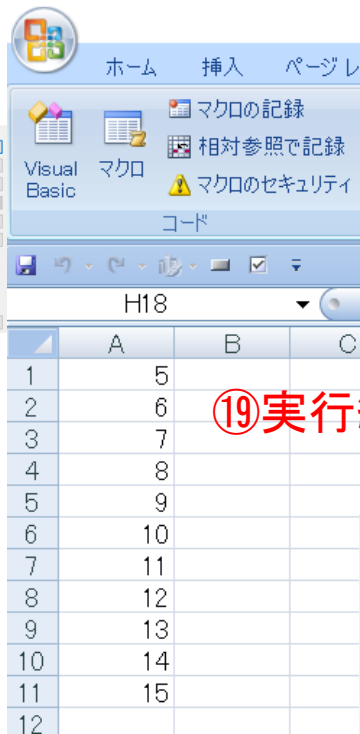 ホーム 挿入 ページレ
マクロの記録
相対参照で記録
マクロのセキュリティ
Visual Basic
マクロ
コード
H18
A B C
1 5
2 6
⑲実行
3 7
4 8
5 9
6 10
7 11
8 12
9 13
10 14
11 15
12